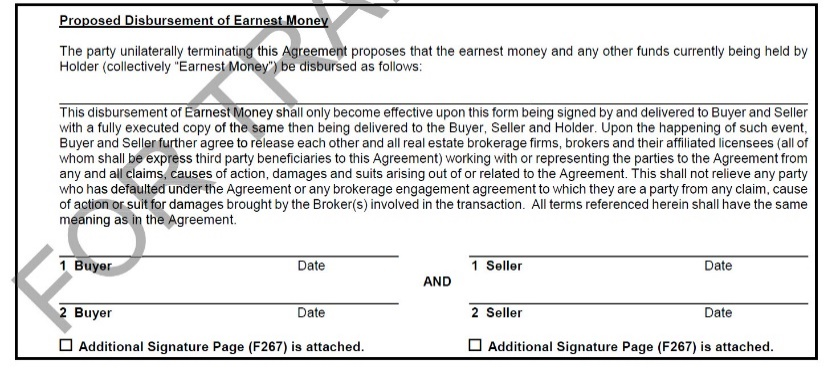 Proposed Disbursement of Earnest Money
The party unilaterally terminating this Agreement proposes that the earnest money and any other funds currently being held by
Holder (collectively “Earnest Money”) be disbursed as follows:
This disbursement of Earnest Money shall only become effective upon this form being signed by and delivered to Buyer and Seller
with a fully executed copy of the same then being delivered to the Buyer, Seller and Holder. Upon the happening of such event,
Buyer and Seller further agree to release each other and all real estate brokerage firms, brokers and their affiliated licensees (all of
whom shall be express third party beneficiaries to this Agreement) working with or representing the parties to the Agreement from
any and all claims, causes of action, damages and suits arising out of or related to the Agreement. This shall not relieve any party
who has defaulted under the Agreement or any brokerage engagement agreement to which they are a party from any claim, cause
of action or suit for damages brought by the Broker(s) involved in the transaction. All terms referenced herein shall have the same
meaning as in the Agreement.
1 Buyer Date
AND
1 Seller Date
2 Buyer Date
2 Seller Date
☐ Additional Signature Page (F267) is attached.
☐ Additional Signature Page (F267) is attached.
FOR TRA